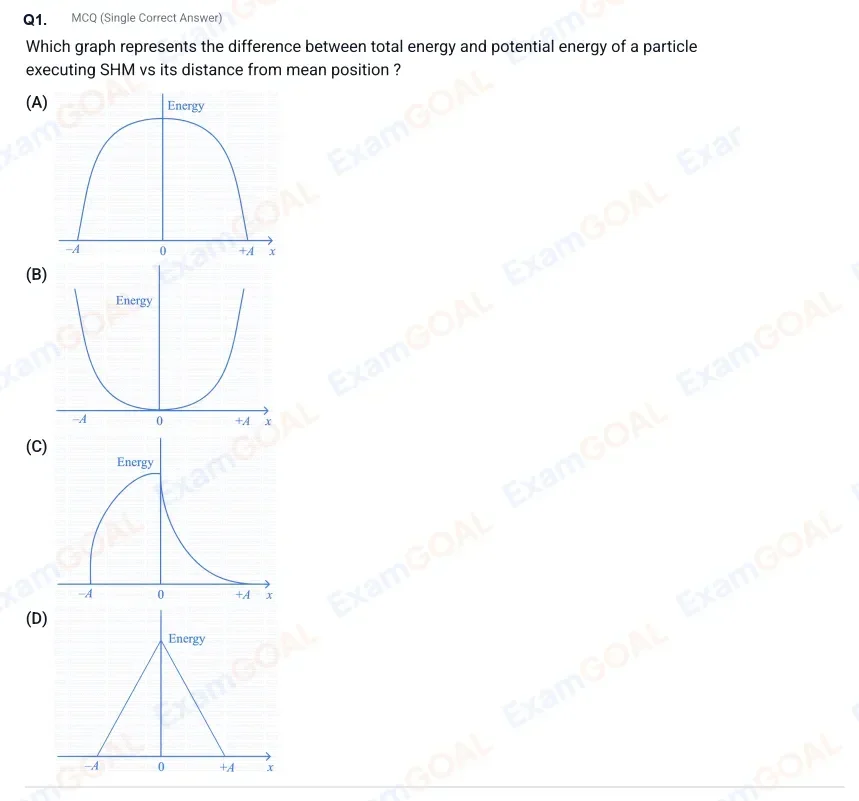 Q1. MCQ (Single Correct Answer)
Which graph represents the difference between total energy and potential energy of a particle
executing SHM vs its distance from mean position ?
(A)
Energy
−A 0 +A x
(B)
Energy
−A 0 +A x
(C)
Energy
−A 0 +A x
(D)
Energy
−A 0 +A x
ExamGOAL